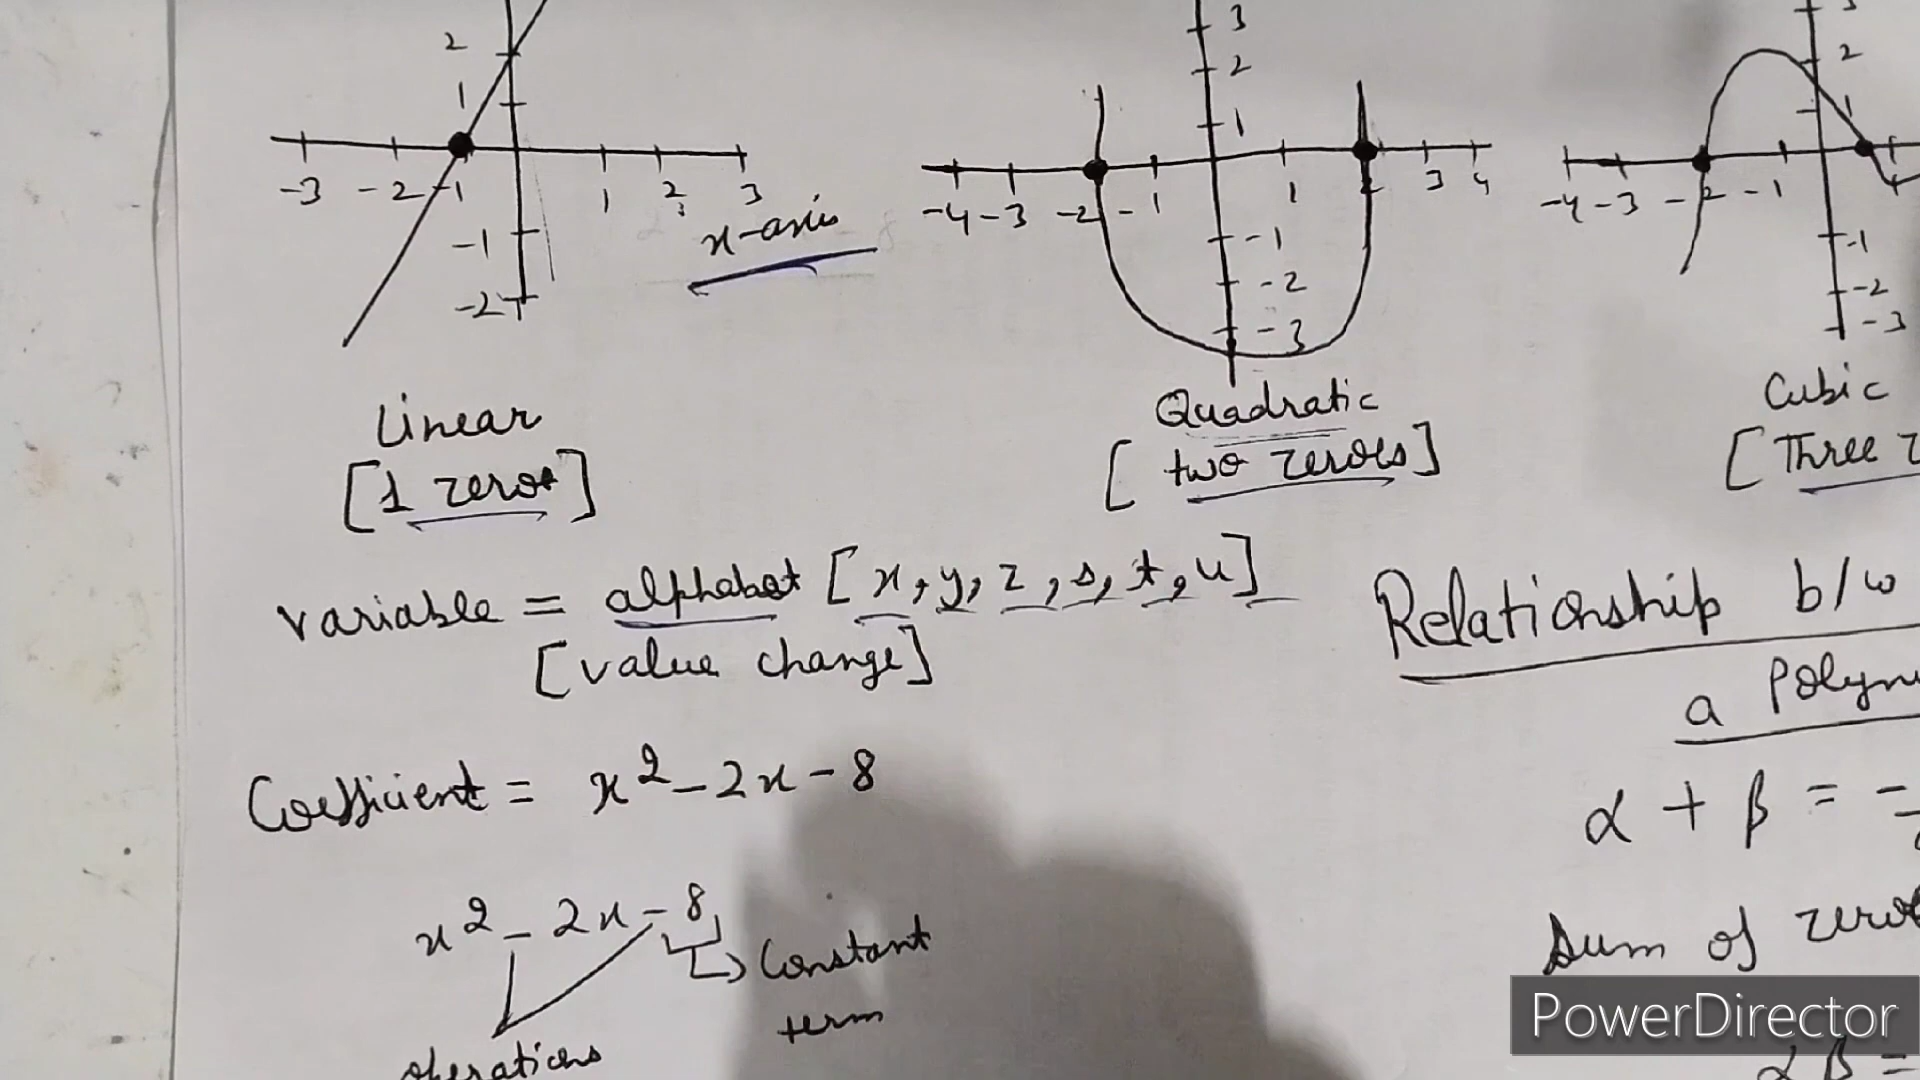 2
1
-3 -2 -1 1 2 3
-1
-2
x-axis
Linear
[1 zero]
3
2
1
-4 -3 -2 -1 1 2 3 4
-1
-2
-3
Quadratic
[two zeroes]
3
2
1
-4 -3 -2 -1
-1
-2
-3
Cubic
[Three z
variable = alphabet [x, y, z, s, t, u]
[value change]
Coefficient = x² - 2x - 8
x² - 2x - 8
Constant
term
operations
Relationship b/w
a Polyn
α + β = -
Sum of zero
α β =
PowerDirector